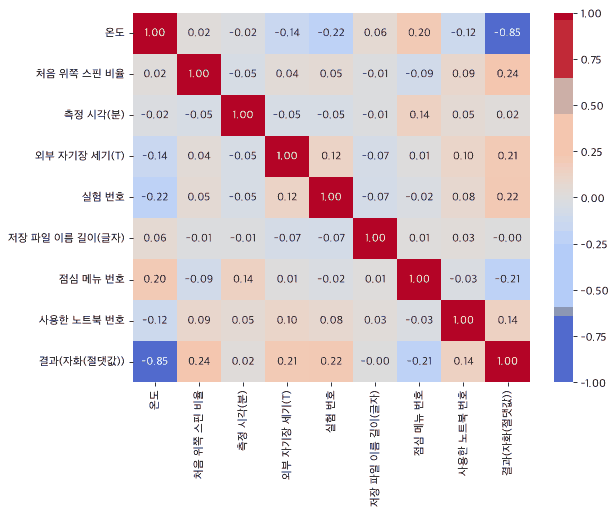 온도 1.00 0.02 -0.02 -0.14 -0.22 0.06 0.20 -0.12 -0.85
처음 위쪽 스핀 비율 0.02 1.00 -0.05 0.04 0.05 -0.01 -0.09 0.09 0.24
측정 시각(분) -0.02 -0.05 1.00 -0.05 -0.05 -0.01 0.14 0.05 0.02
외부 자기장 세기(T) -0.14 0.04 -0.05 1.00 0.12 -0.07 0.01 0.10 0.21
실험 번호 -0.22 0.05 -0.05 0.12 1.00 -0.07 -0.02 0.08 0.22
저장 파일 이름 길이(글자) 0.06 -0.01 -0.01 -0.07 -0.07 1.00 0.01 0.03 -0.00
점심 메뉴 번호 0.20 -0.09 0.14 0.01 -0.02 0.01 1.00 -0.03 -0.21
사용한 노트북 번호 -0.12 0.09 0.05 0.10 0.08 0.03 -0.03 1.00 0.14
결과(자화(절댓값)) -0.85 0.24 0.02 0.21 0.22 -0.00 -0.21 0.14 1.00
온도
처음 위쪽 스핀 비율
측정 시각(분)
외부 자기장 세기(T)
실험 번호
저장 파일 이름 길이(글자)
점심 메뉴 번호
사용한 노트북 번호
결과(자화(절댓값))
1.00
0.75
0.50
0.25
0.00
-0.25
-0.50
-0.75
-1.00